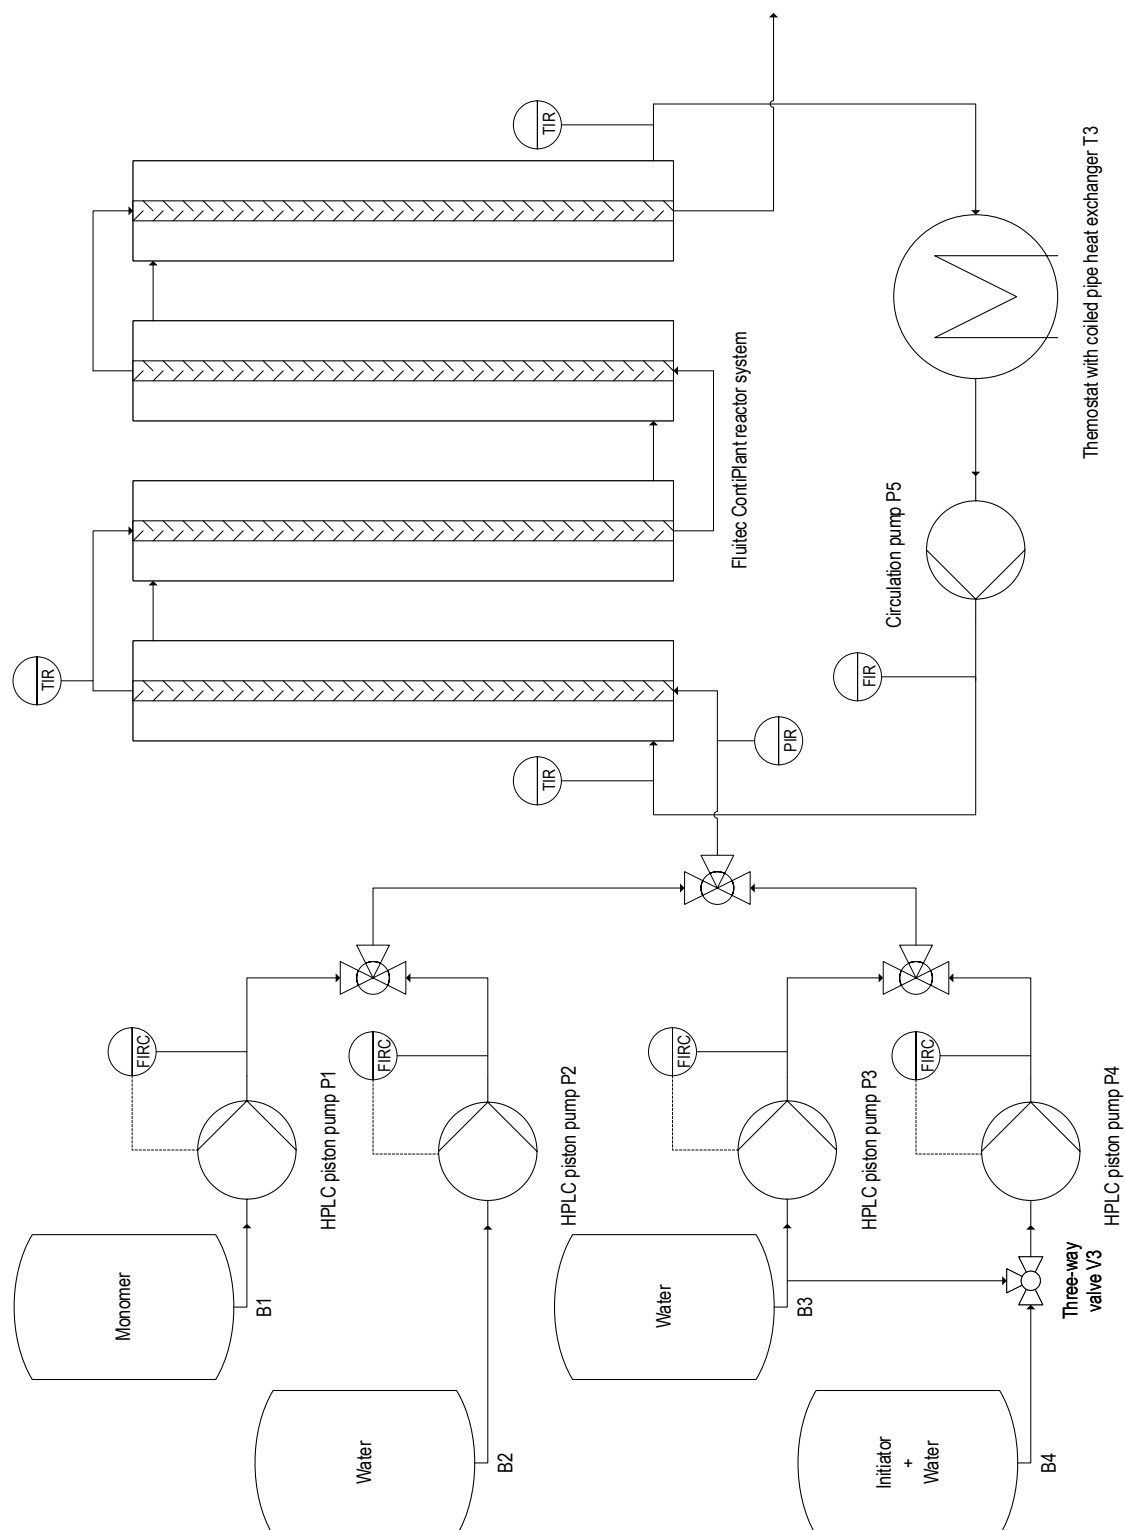 TIR
TIR
TIR
PIR
FIR
Fluitec ContiPlant reactor system
Themostat with coiled pipe heat exchanger T3
Circulation pump P5
FIRC
FIRC
FIRC
FIRC
HPLC piston pump P1
HPLC piston pump P2
HPLC piston pump P3
HPLC piston pump P4
Monomer
B1
Water
B2
Water
B3
Three-way
valve V3
Initiator
+
Water
B4